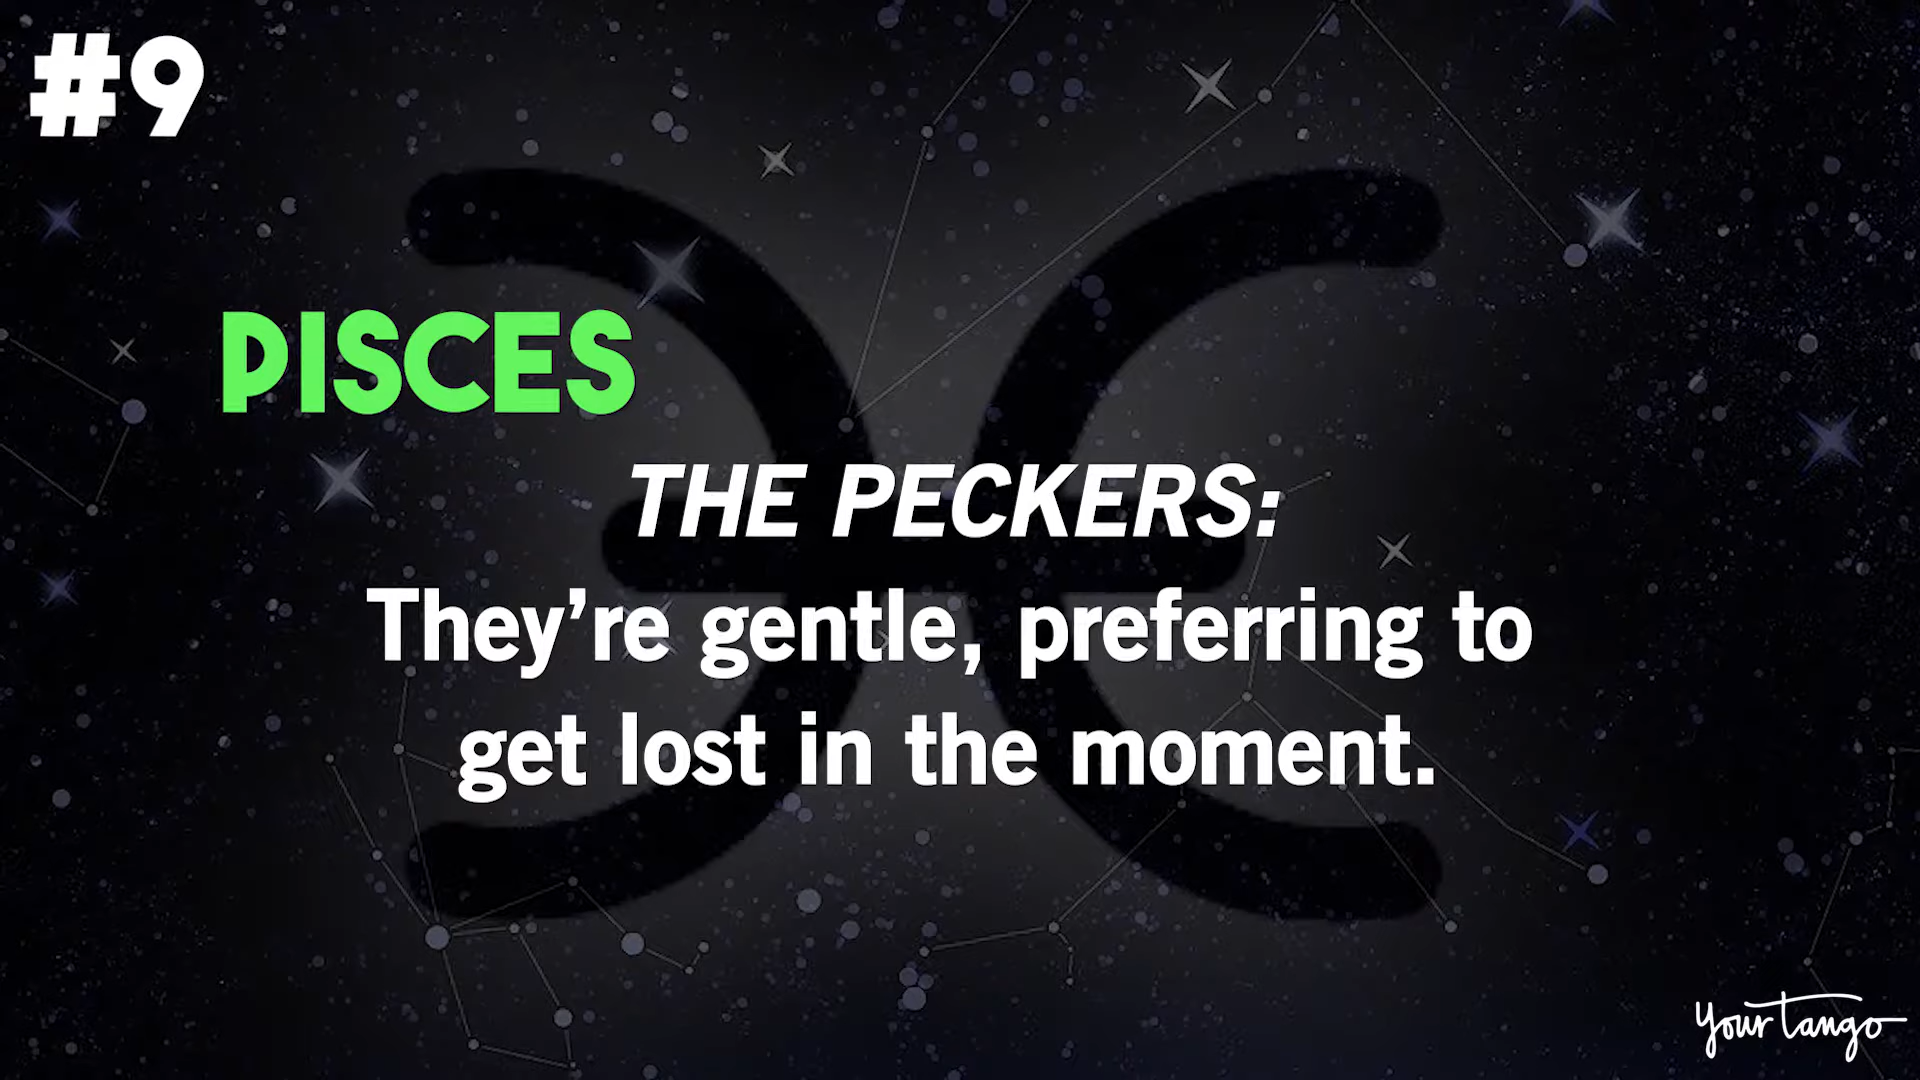 #9
PISCES
THE PECKERS:
They’re gentle, preferring to
get lost in the moment.
yourtango